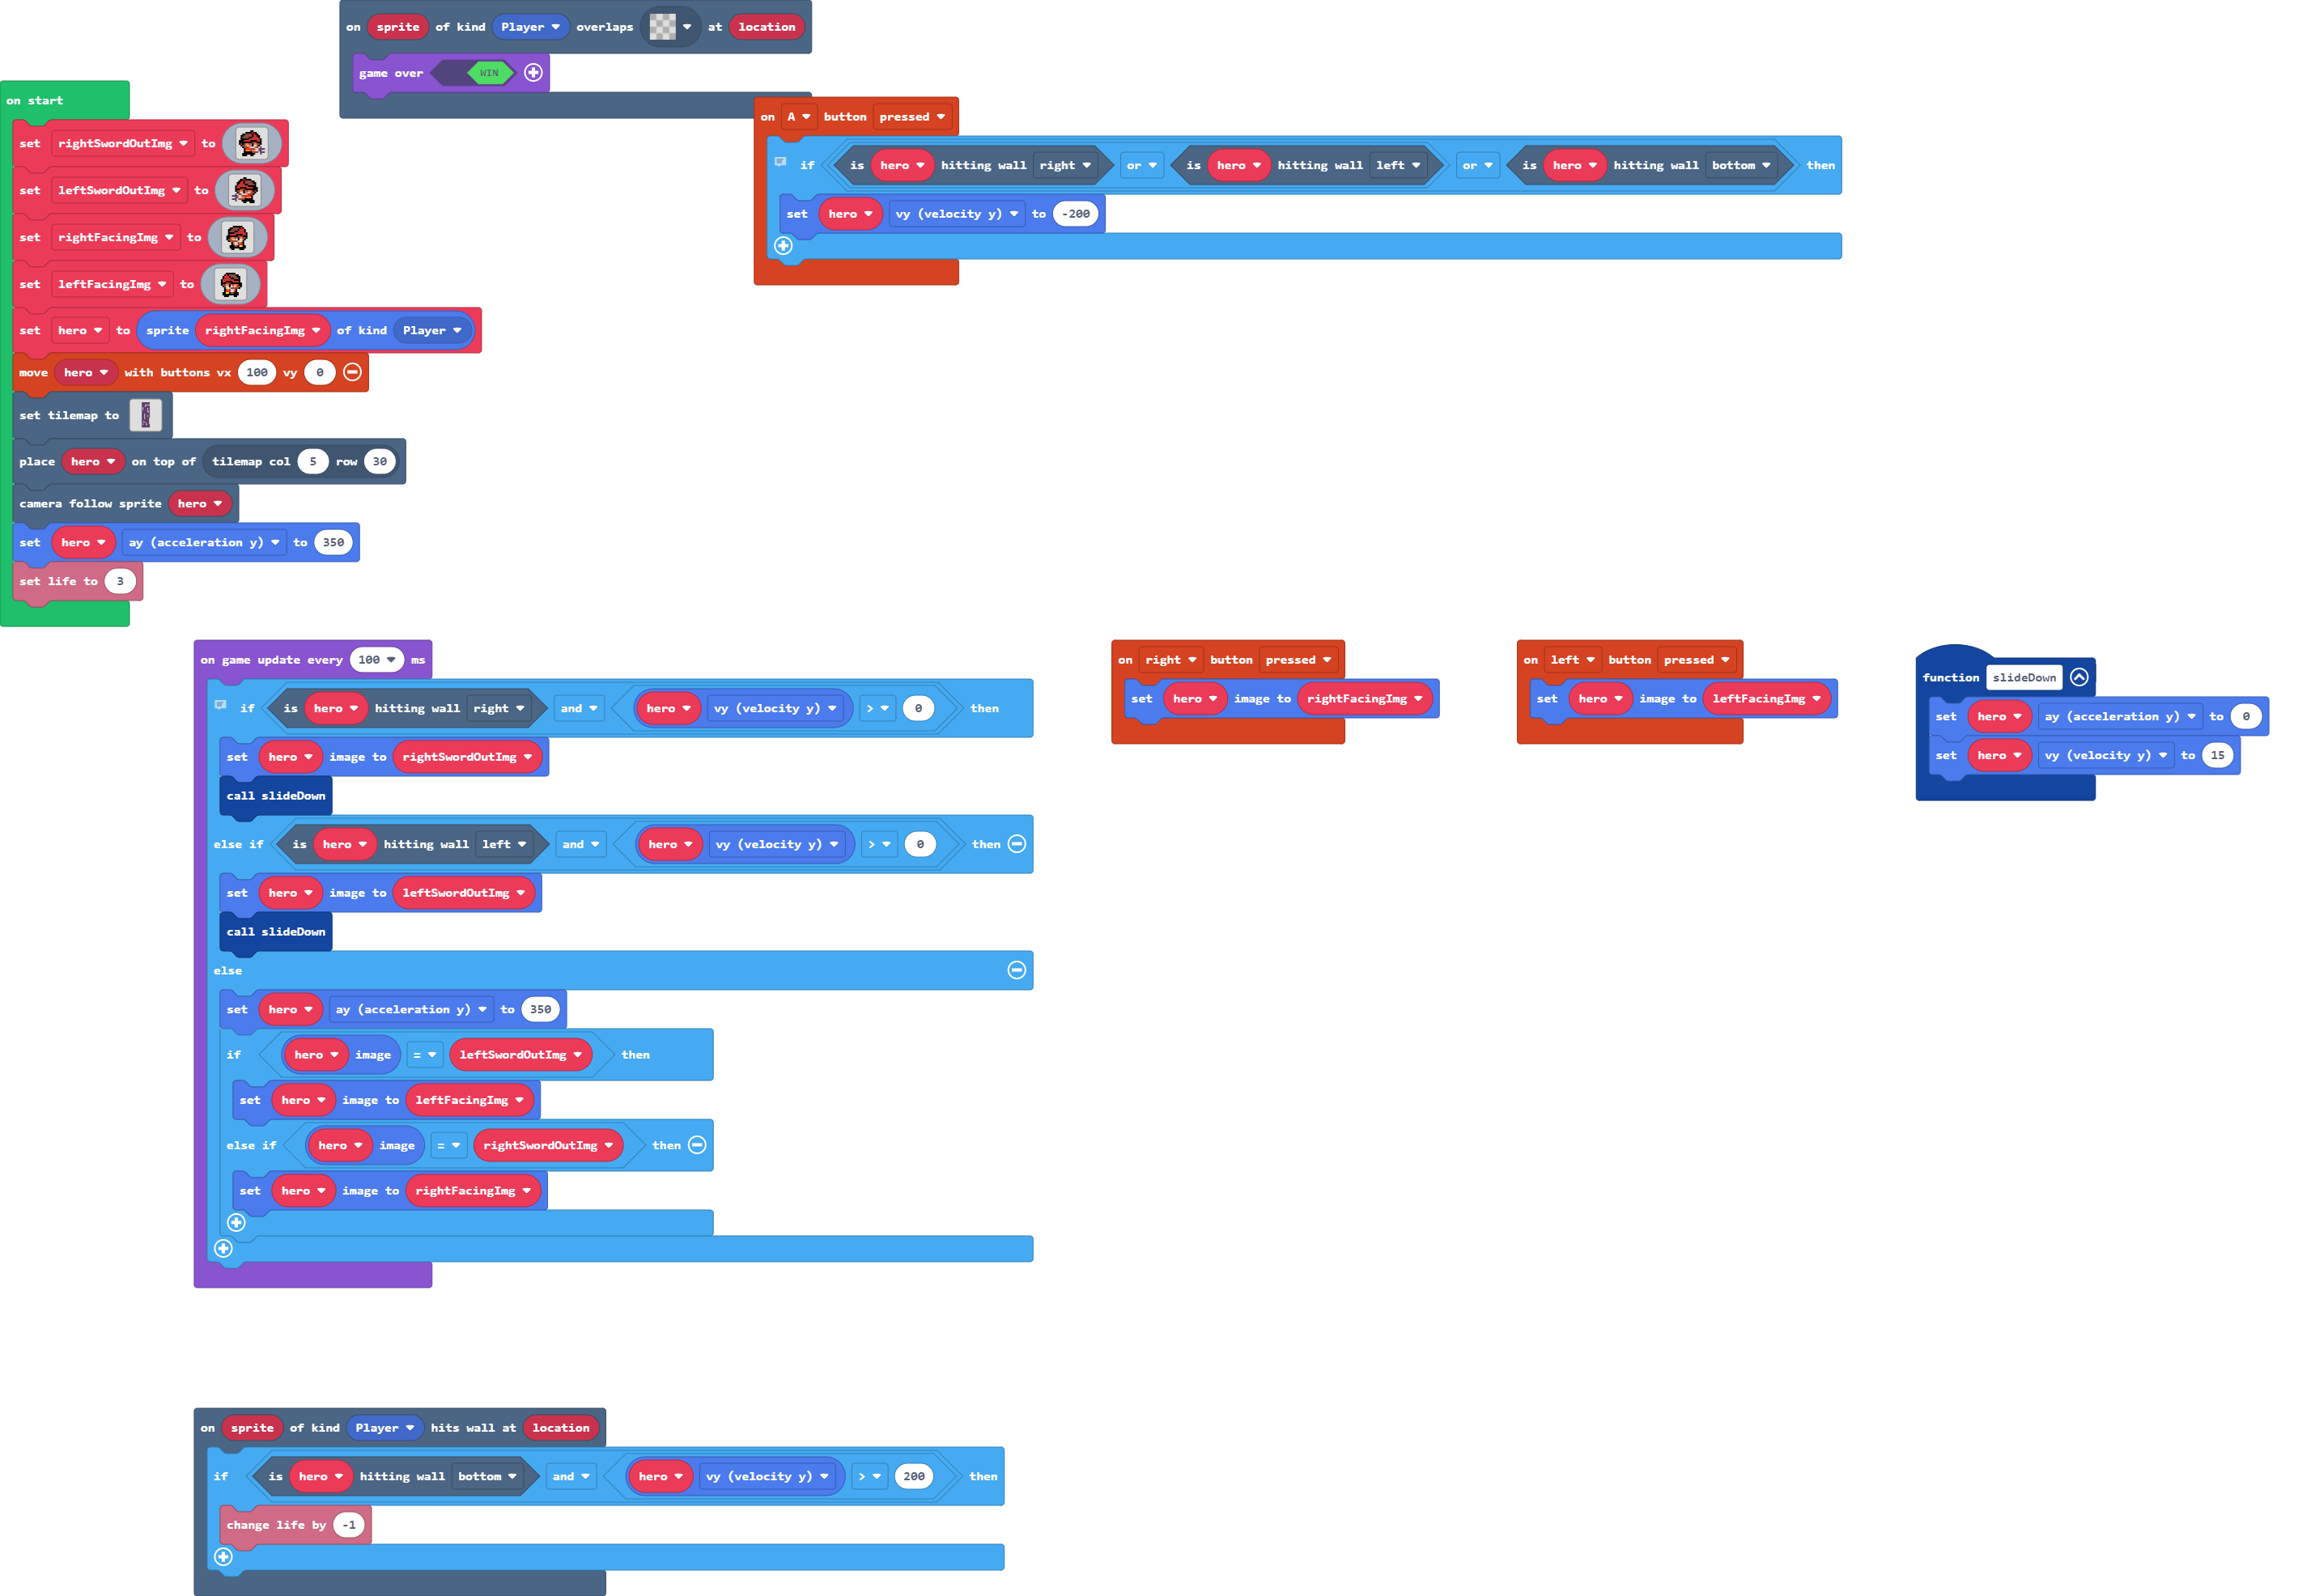 on sprite of kind Player overlaps at location
game over WIN
on start
set rightSwordOutImg to
set leftSwordOutImg to
set rightFacingImg to
set leftFacingImg to
set hero to sprite rightFacingImg of kind Player
move hero with buttons vx 100 vy 0
set tilemap to
place hero on top of tilemap col 5 row 30
camera follow sprite hero
set hero ay (acceleration y) to 350
set life to 3
on A button pressed
if is hero hitting wall right or is hero hitting wall left or is hero hitting wall bottom then
set hero vy (velocity y) to -200
on game update every 100 ms
if is hero hitting wall right and hero vy (velocity y) > 0 then
set hero image to rightSwordOutImg
call slideDown
else if is hero hitting wall left and hero vy (velocity y) > 0 then
set hero image to leftSwordOutImg
call slideDown
else
set hero ay (acceleration y) to 350
if hero image = leftSwordOutImg then
set hero image to leftFacingImg
else if hero image = rightSwordOutImg then
set hero image to rightFacingImg
on right button pressed
set hero image to rightFacingImg
on left button pressed
set hero image to leftFacingImg
function slideDown
set hero ay (acceleration y) to 0
set hero vy (velocity y) to 15
on sprite of kind Player hits wall at location
if is hero hitting wall bottom and hero vy (velocity y) > 200 then
change life by -1